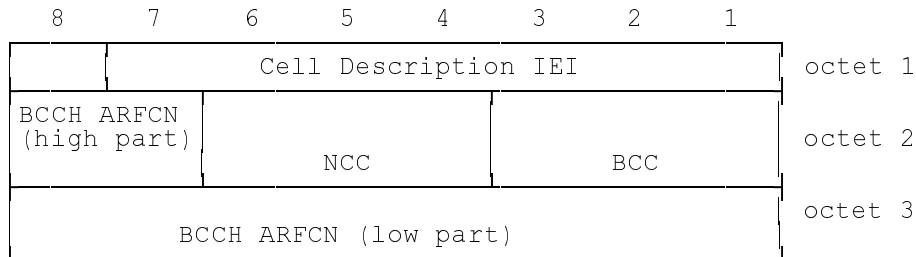 8 7 6 5 4 3 2 1
Cell Description IEI octet 1
BCCH ARFCN
(high part) octet 2
NCC BCC
octet 3
BCCH ARFCN (low part)